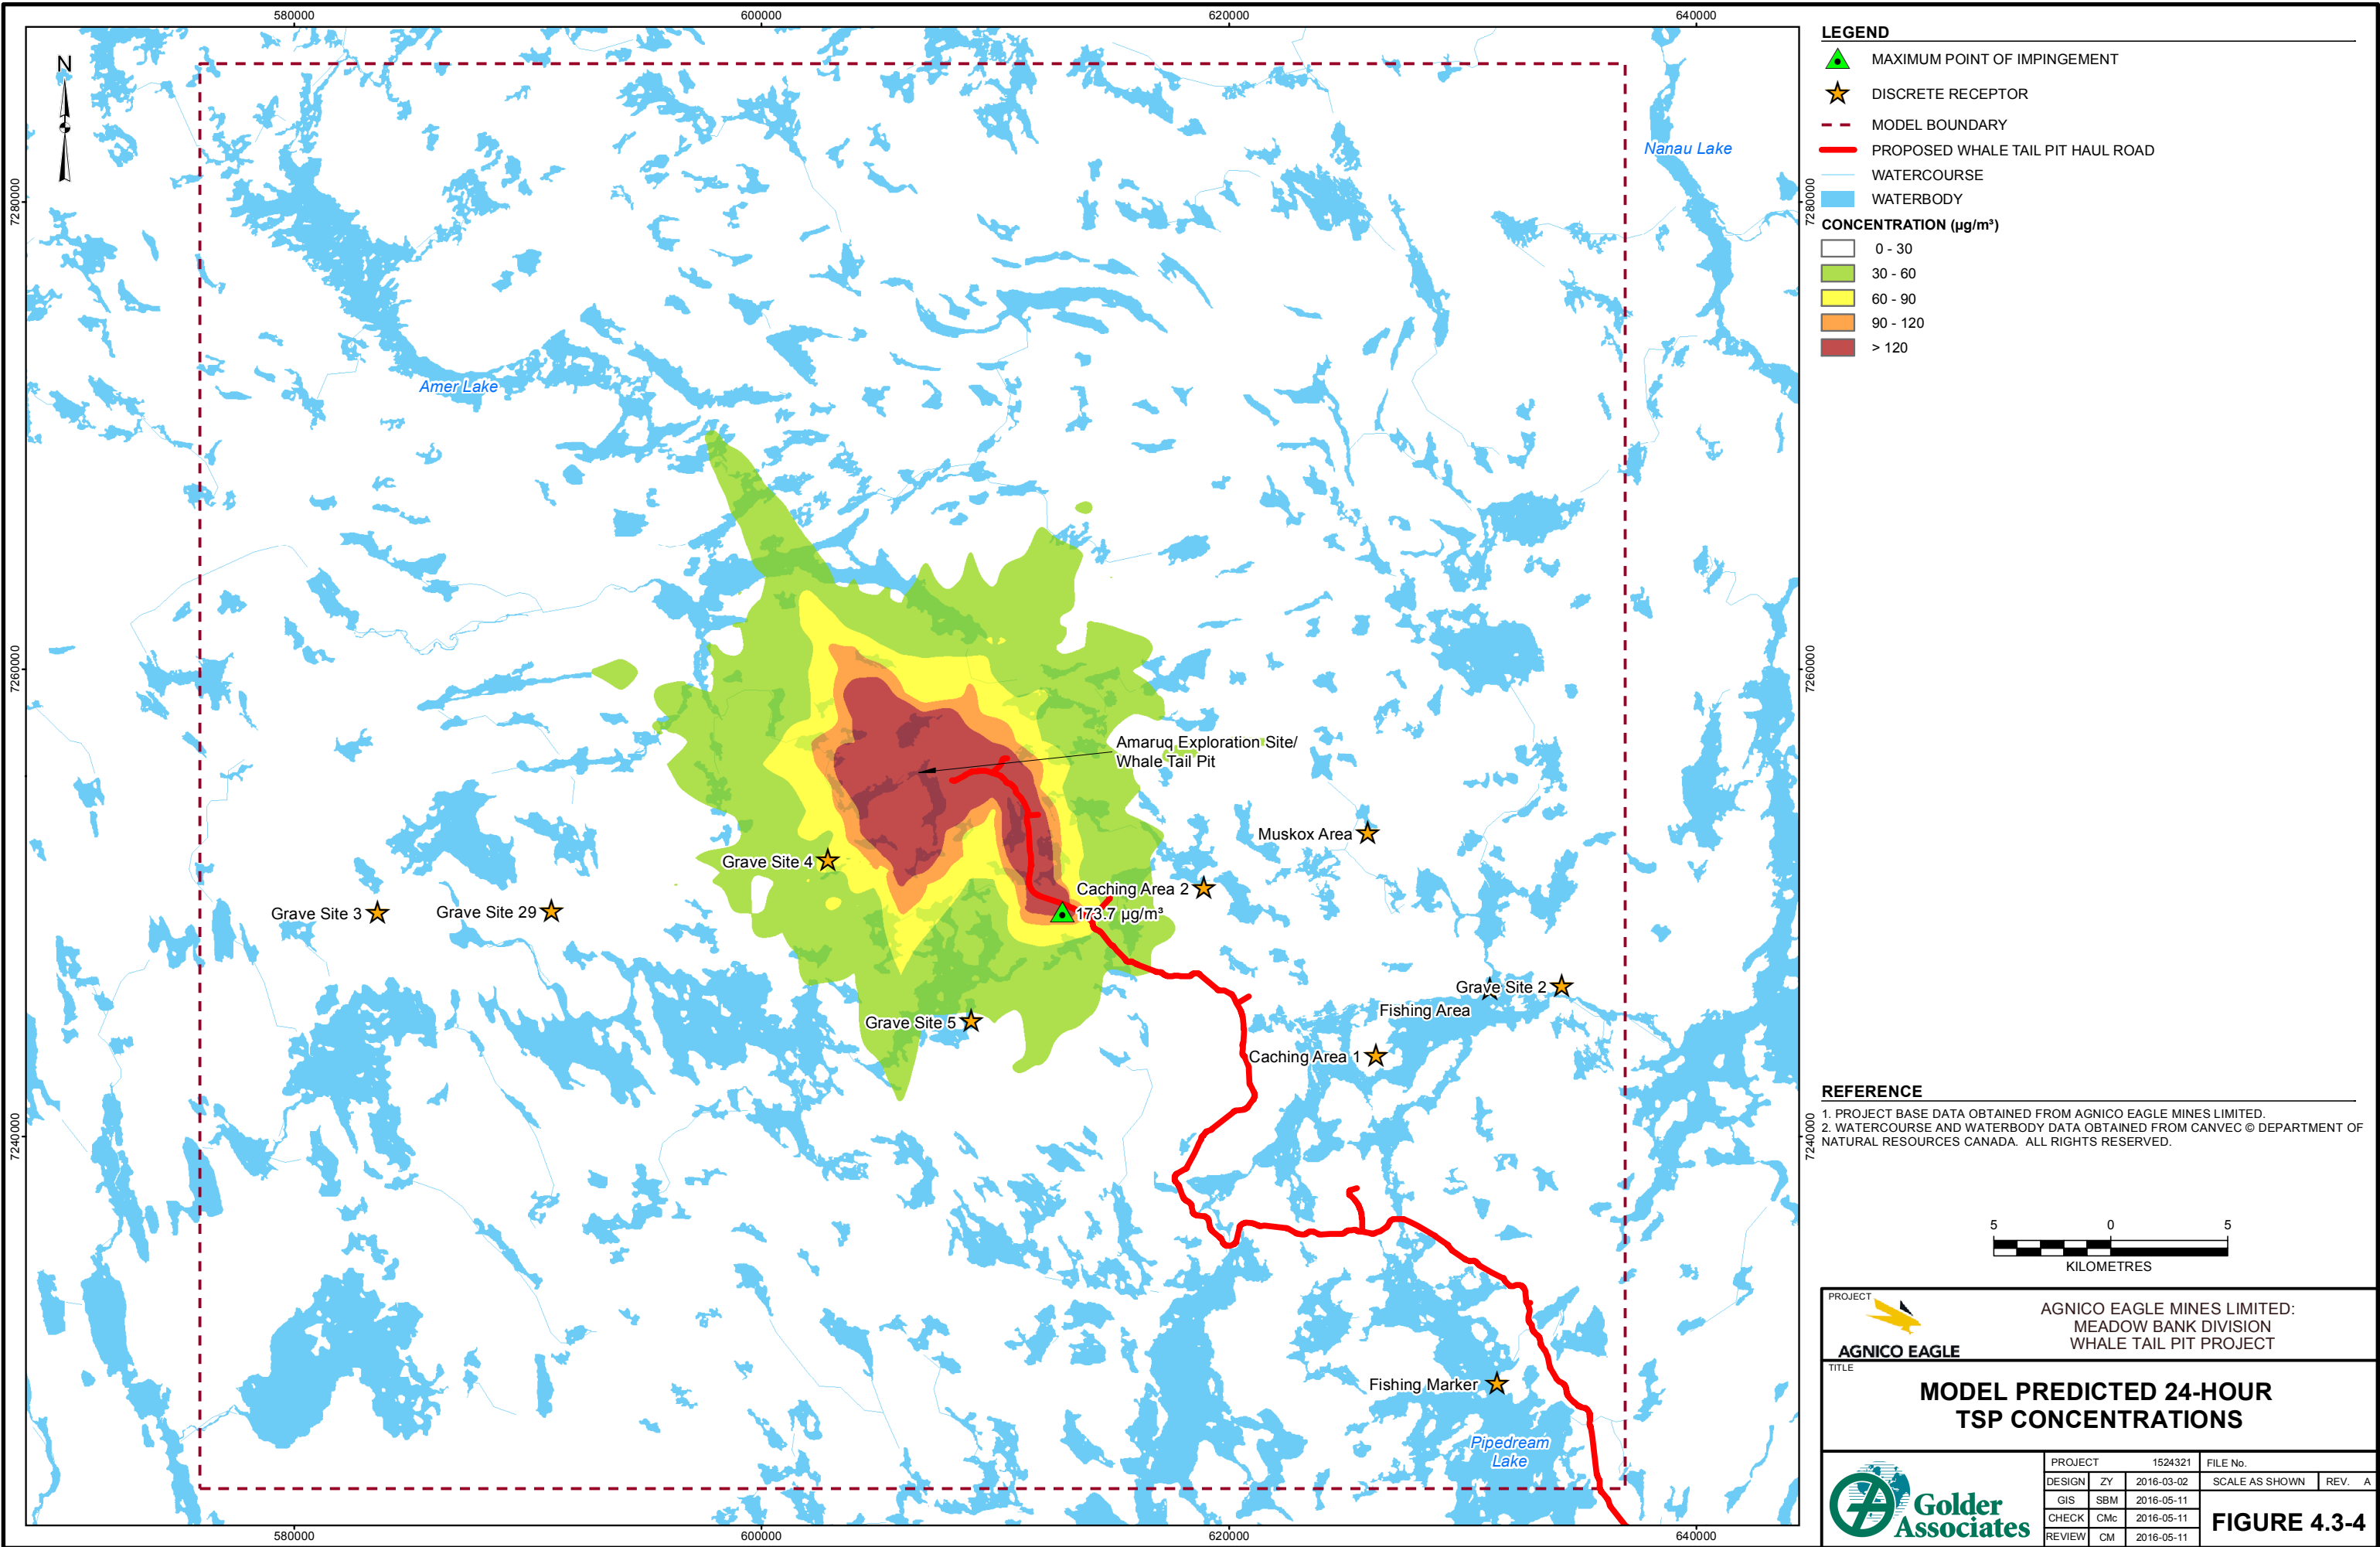 580000
600000
620000
640000
N
7280000
7260000
7240000
7280000
7260000
7240000
Nanau Lake
Amer Lake
Amaruq Exploration Site/
Whale Tail Pit
Muskox Area
Grave Site 4
Caching Area 2
Grave Site 3
Grave Site 29
173.7 µg/m³
Grave Site 2
Fishing Area
Grave Site 5
Caching Area 1
Fishing Marker
Pipedream
Lake
580000
600000
620000
640000
LEGEND
MAXIMUM POINT OF IMPINGEMENT
DISCRETE RECEPTOR
MODEL BOUNDARY
PROPOSED WHALE TAIL PIT HAUL ROAD
WATERCOURSE
WATERBODY
CONCENTRATION (µg/m³)
0 - 30
30 - 60
60 - 90
90 - 120
> 120
REFERENCE
1. PROJECT BASE DATA OBTAINED FROM AGNICO EAGLE MINES LIMITED.
2. WATERCOURSE AND WATERBODY DATA OBTAINED FROM CANVEC © DEPARTMENT OF
NATURAL RESOURCES CANADA. ALL RIGHTS RESERVED.
5 0 5
KILOMETRES
PROJECT
AGNICO EAGLE
AGNICO EAGLE MINES LIMITED:
MEADOW BANK DIVISION
WHALE TAIL PIT PROJECT
TITLE
MODEL PREDICTED 24-HOUR
TSP CONCENTRATIONS
Golder
Associates
PROJECT 1524321 FILE No.
DESIGN ZY 2016-03-02 SCALE AS SHOWN REV. A
GIS SBM 2016-05-11
CHECK CMc 2016-05-11
REVIEW CM 2016-05-11
FIGURE 4.3-4